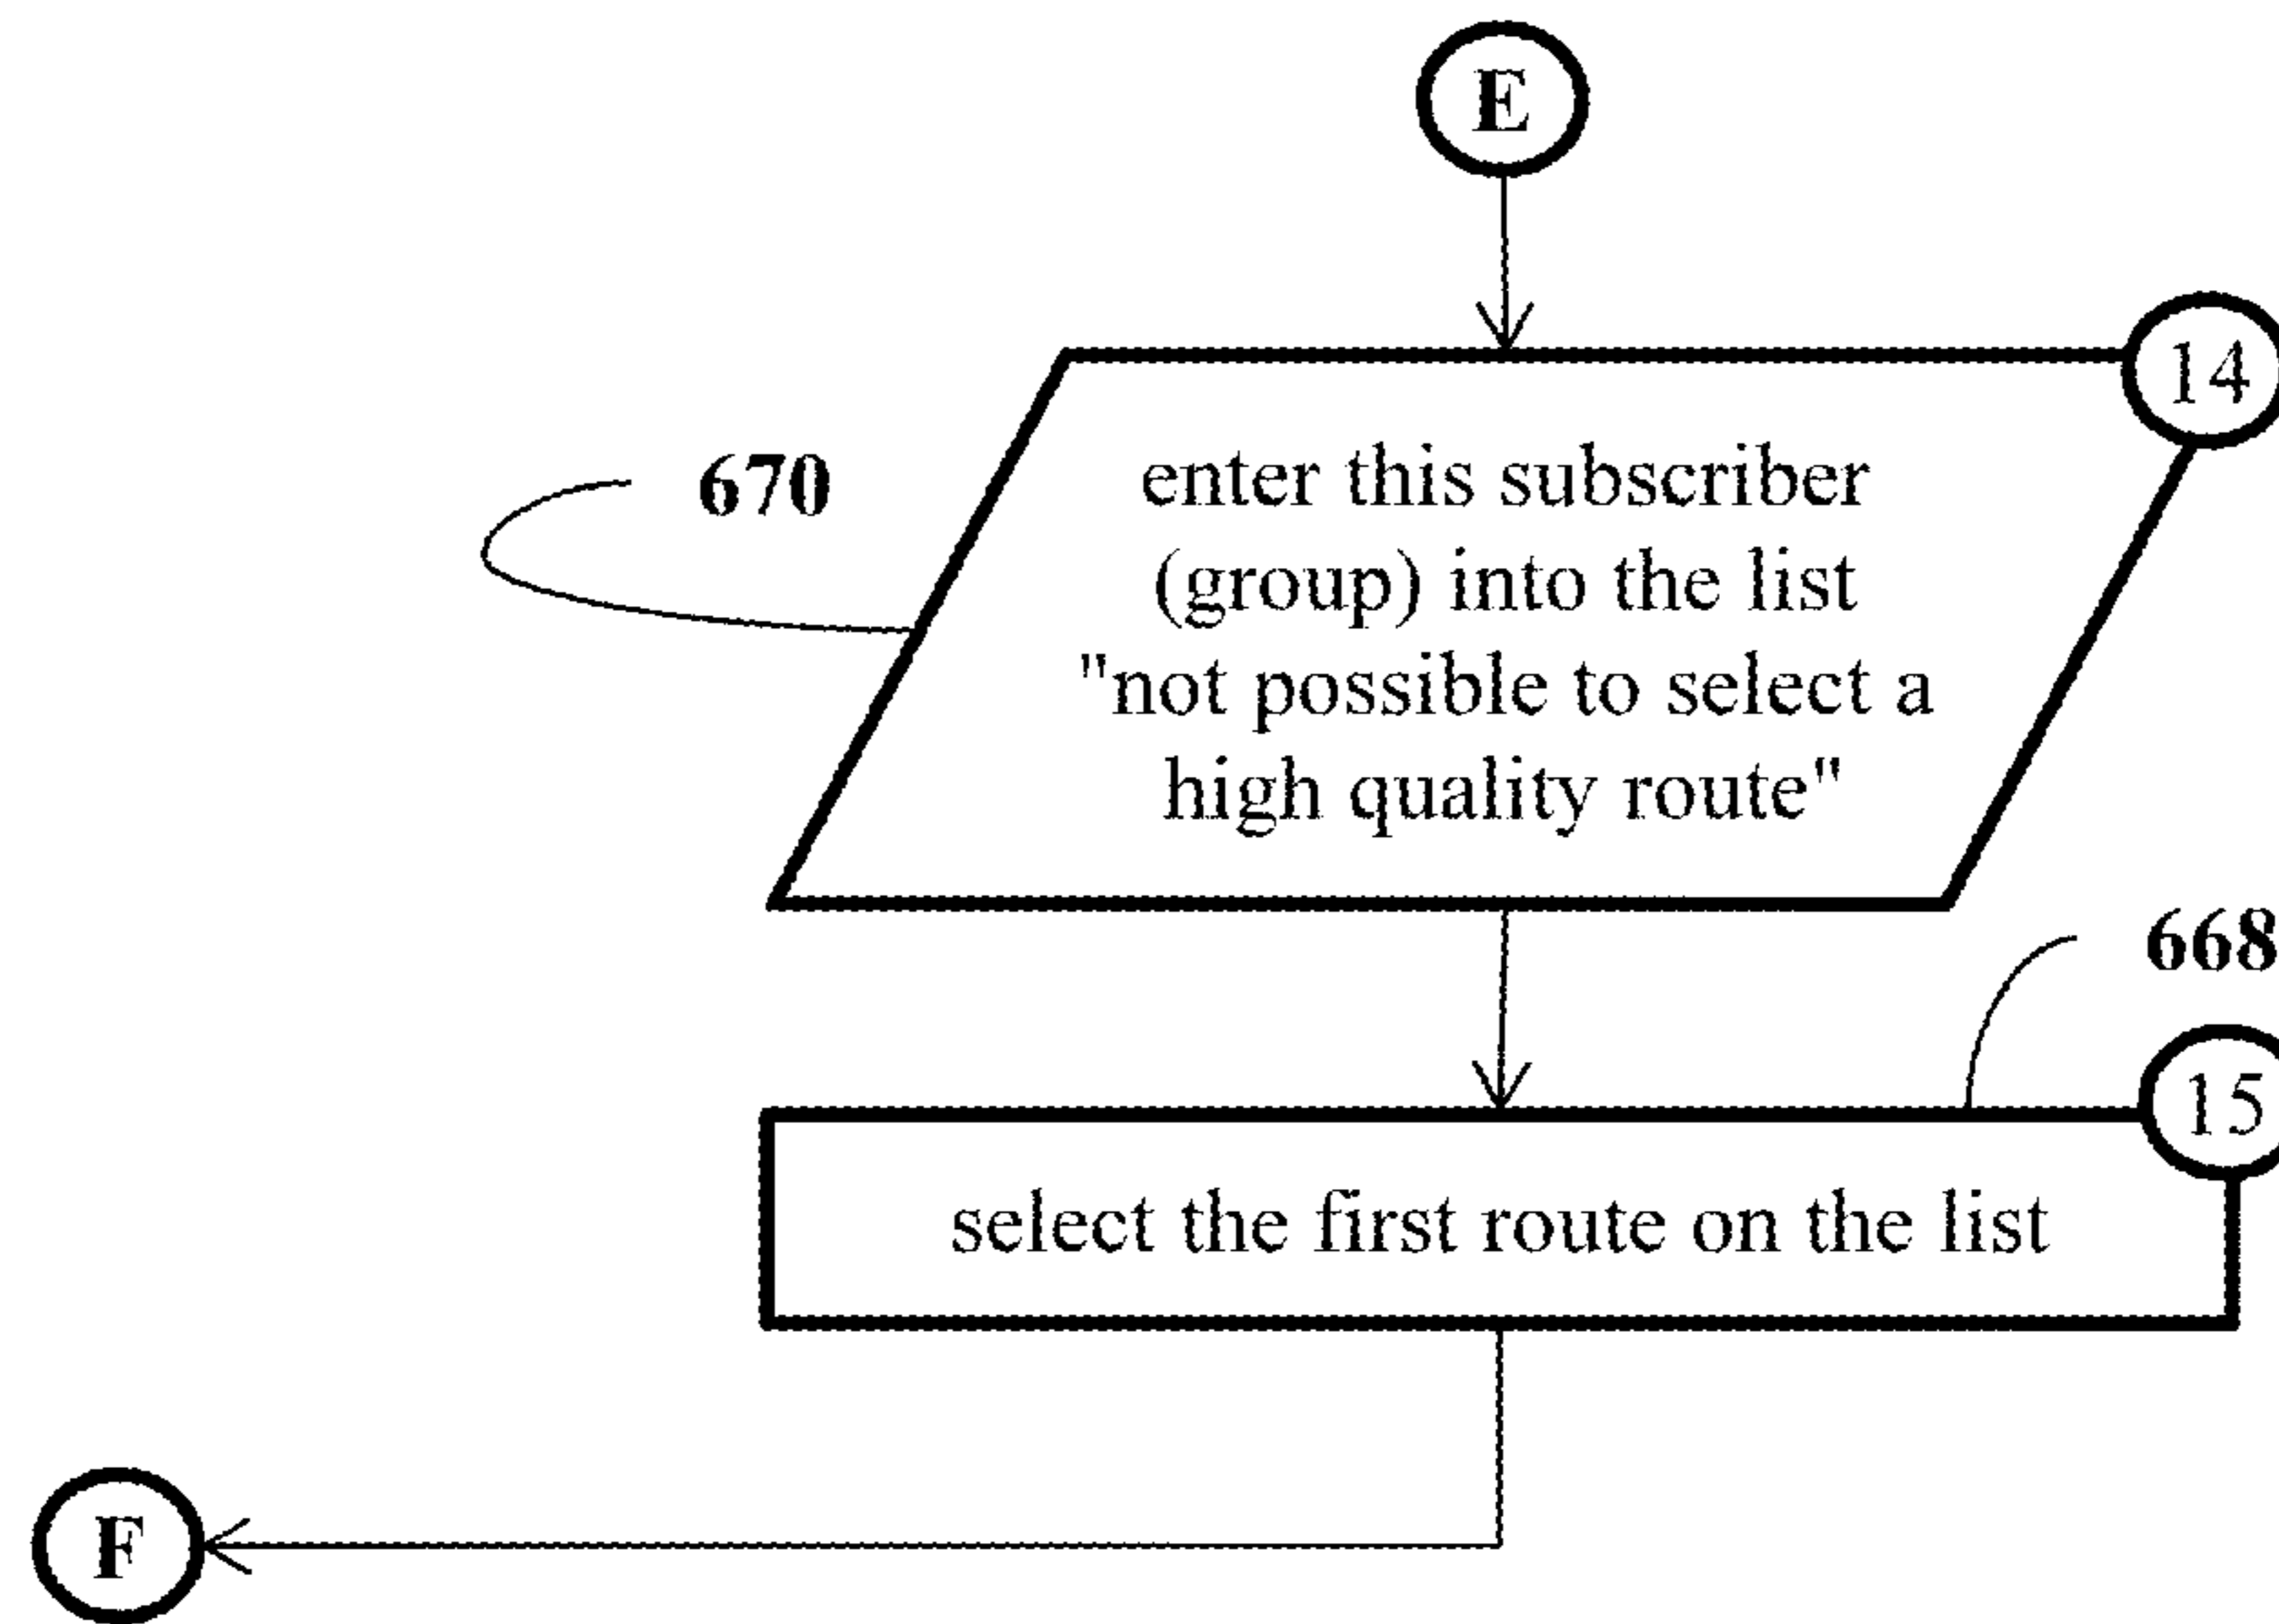 E
14
670
enter this subscriber
(group) into the list
"not possible to select a
high quality route"
668
15
select the first route on the list
F